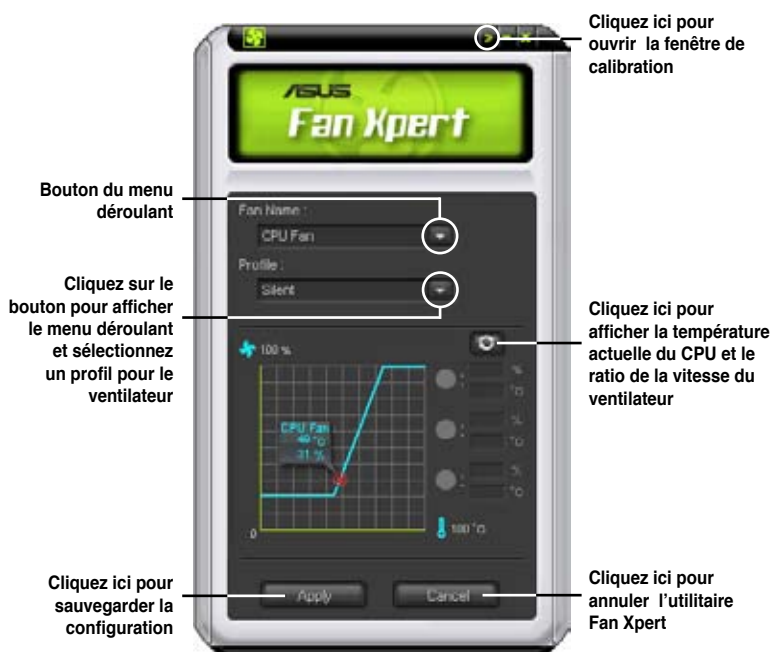 Cliquez ici pour
ouvrir la fenêtre de
calibration
ASUS
Fan Xpert
Bouton du menu
déroulant
Fan Name :
CPU Fan
Profile :
Silent
Cliquez sur le
bouton pour afficher
le menu déroulant
et sélectionnez
un profil pour le
ventilateur
Cliquez ici pour
afficher la température
actuelle du CPU et le
ratio de la vitesse du
ventilateur
100 %
%
°C
CPU Fan
°C
31 %
%
°C
%
°C
0
100 °C
Cliquez ici pour
sauvegarder la
configuration
Apply
Cancel
Cliquez ici pour
annuler l'utilitaire
Fan Xpert